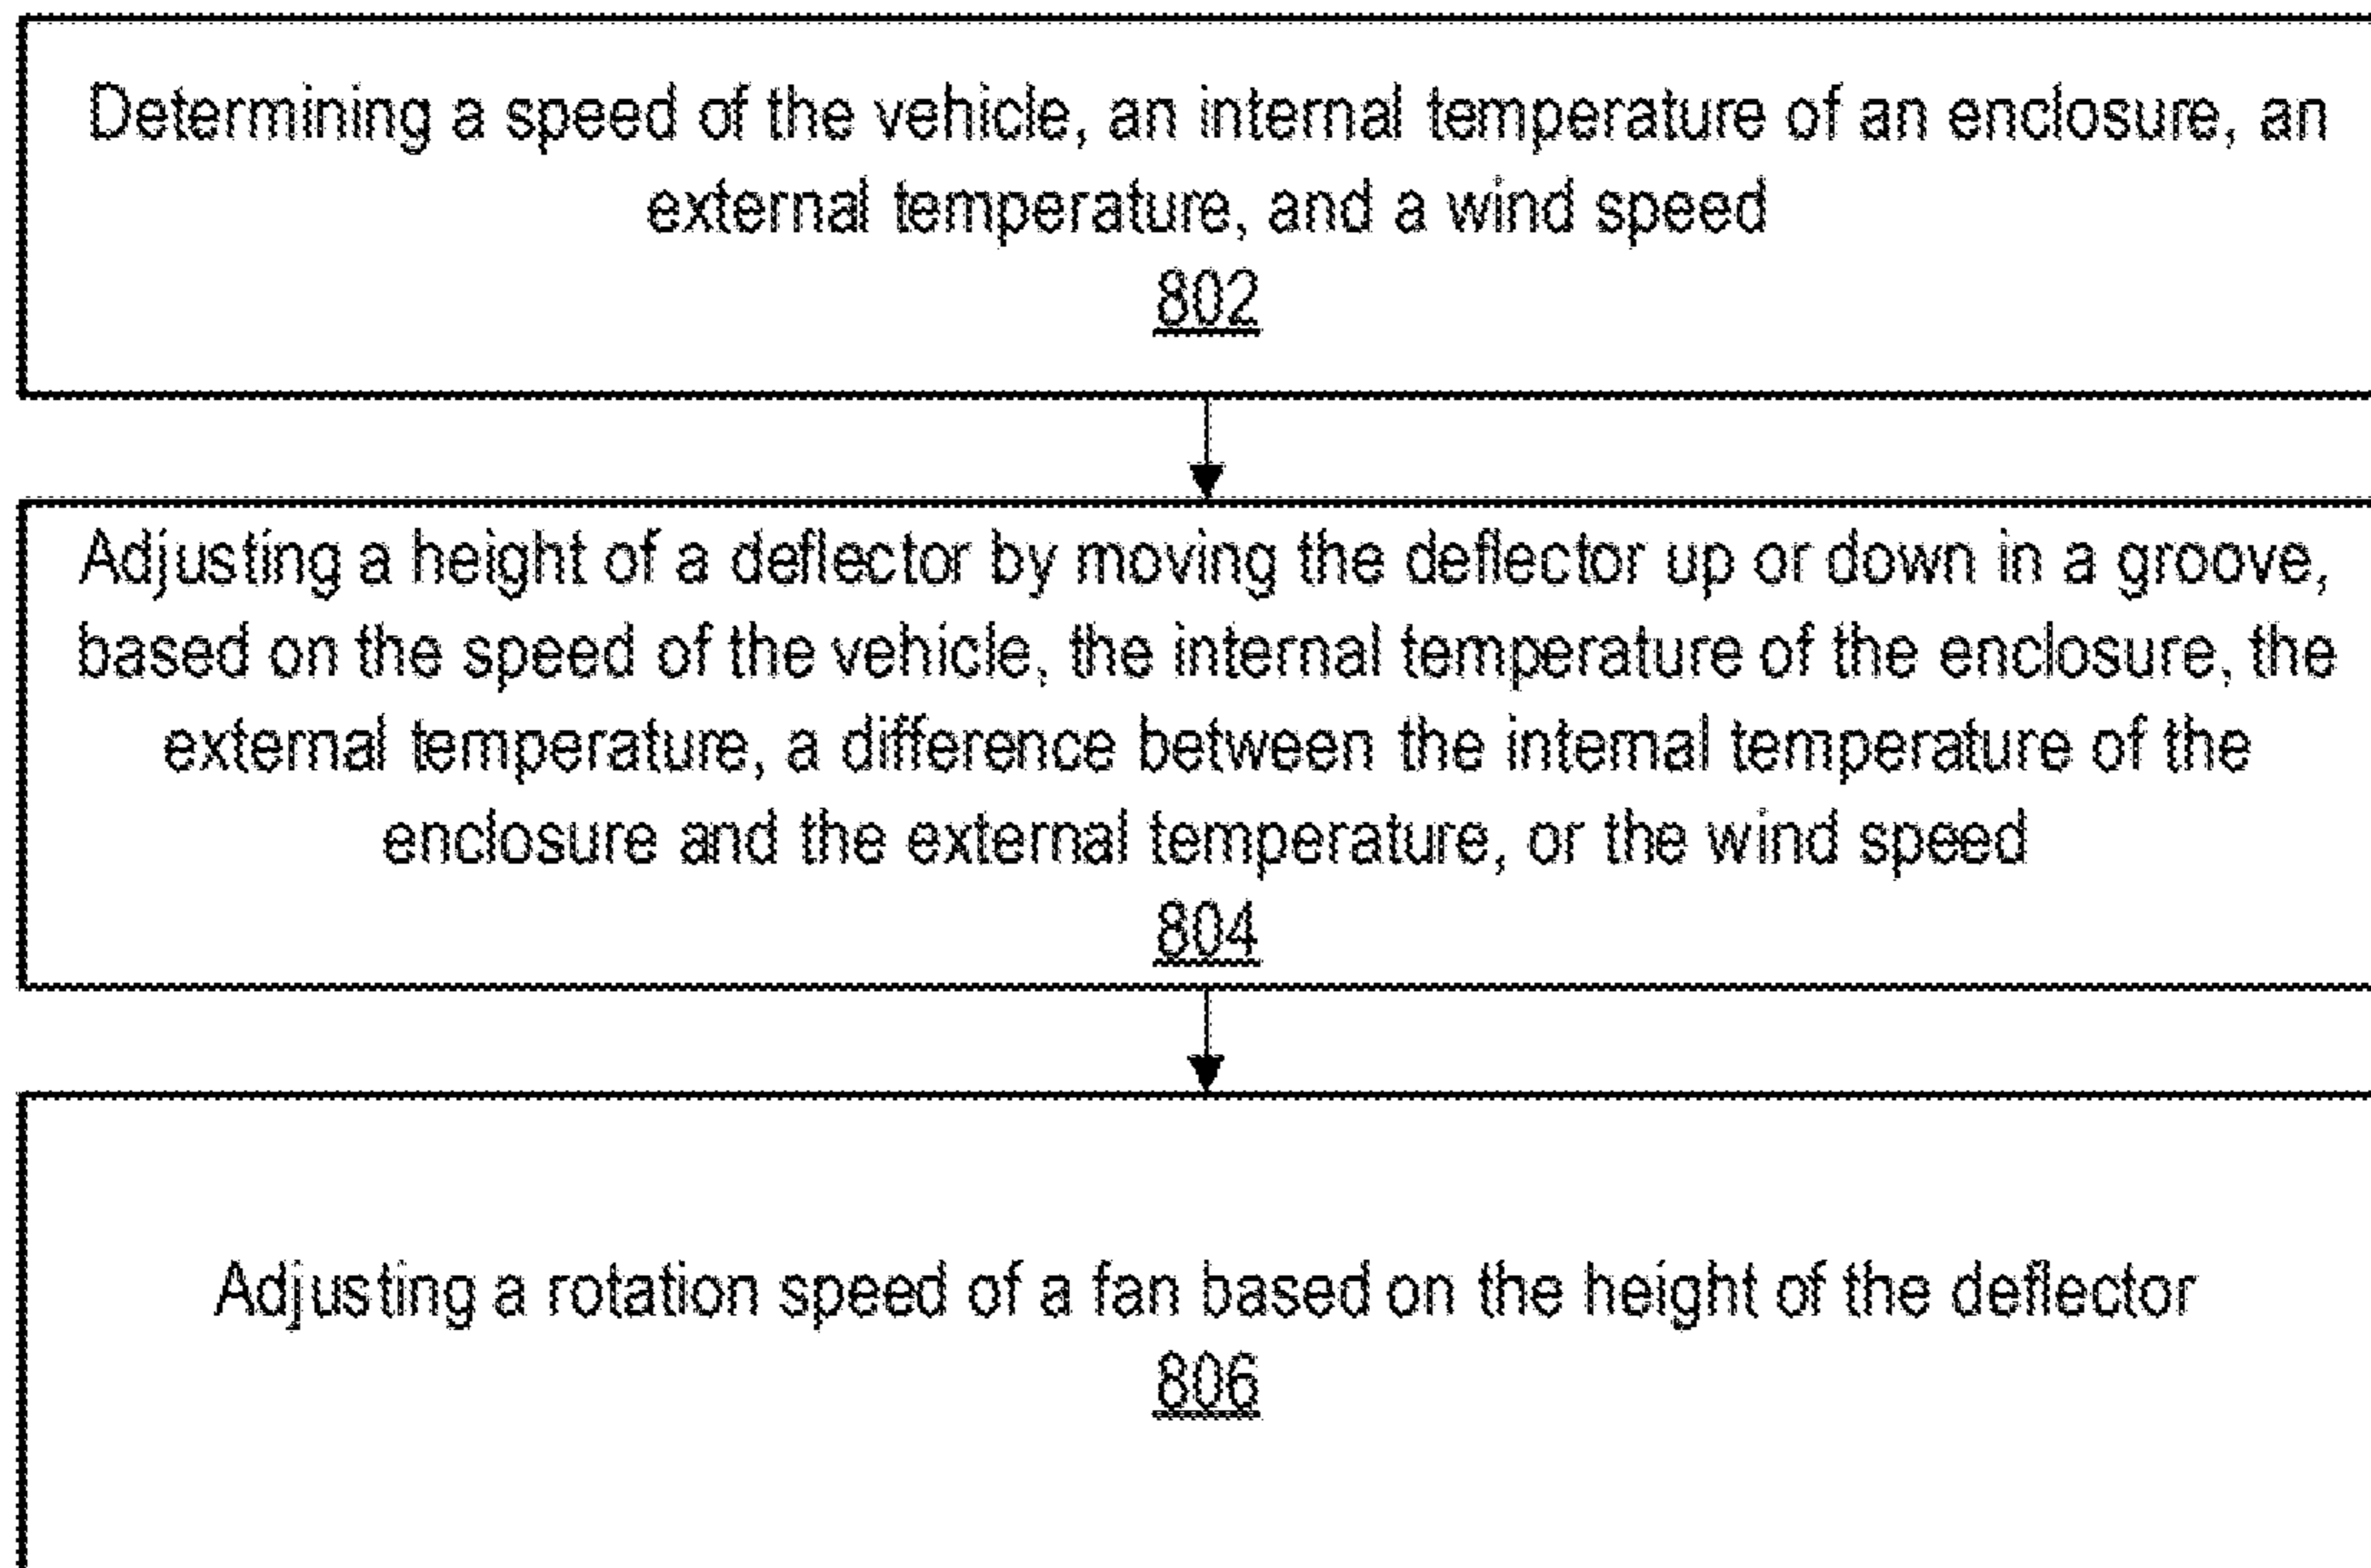 Determining a speed of the vehicle, an internal temperature of an enclosure, an
external temperature, and a wind speed
802
Adjusting a height of a deflector by moving the deflector up or down in a groove,
based on the speed of the vehicle, the internal temperature of the enclosure, the
external temperature, a difference between the internal temperature of the
enclosure and the external temperature, or the wind speed
804
Adjusting a rotation speed of a fan based on the height of the deflector
806